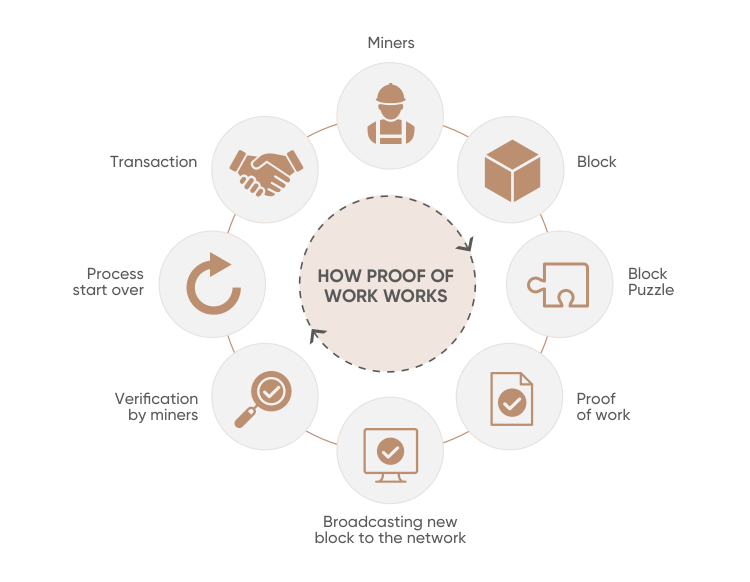 Miners
Transaction
Block
HOW PROOF OF
WORK WORKS
Process
start over
Block
Puzzle
Verification
by miners
Proof
of work
Broadcasting new
block to the network